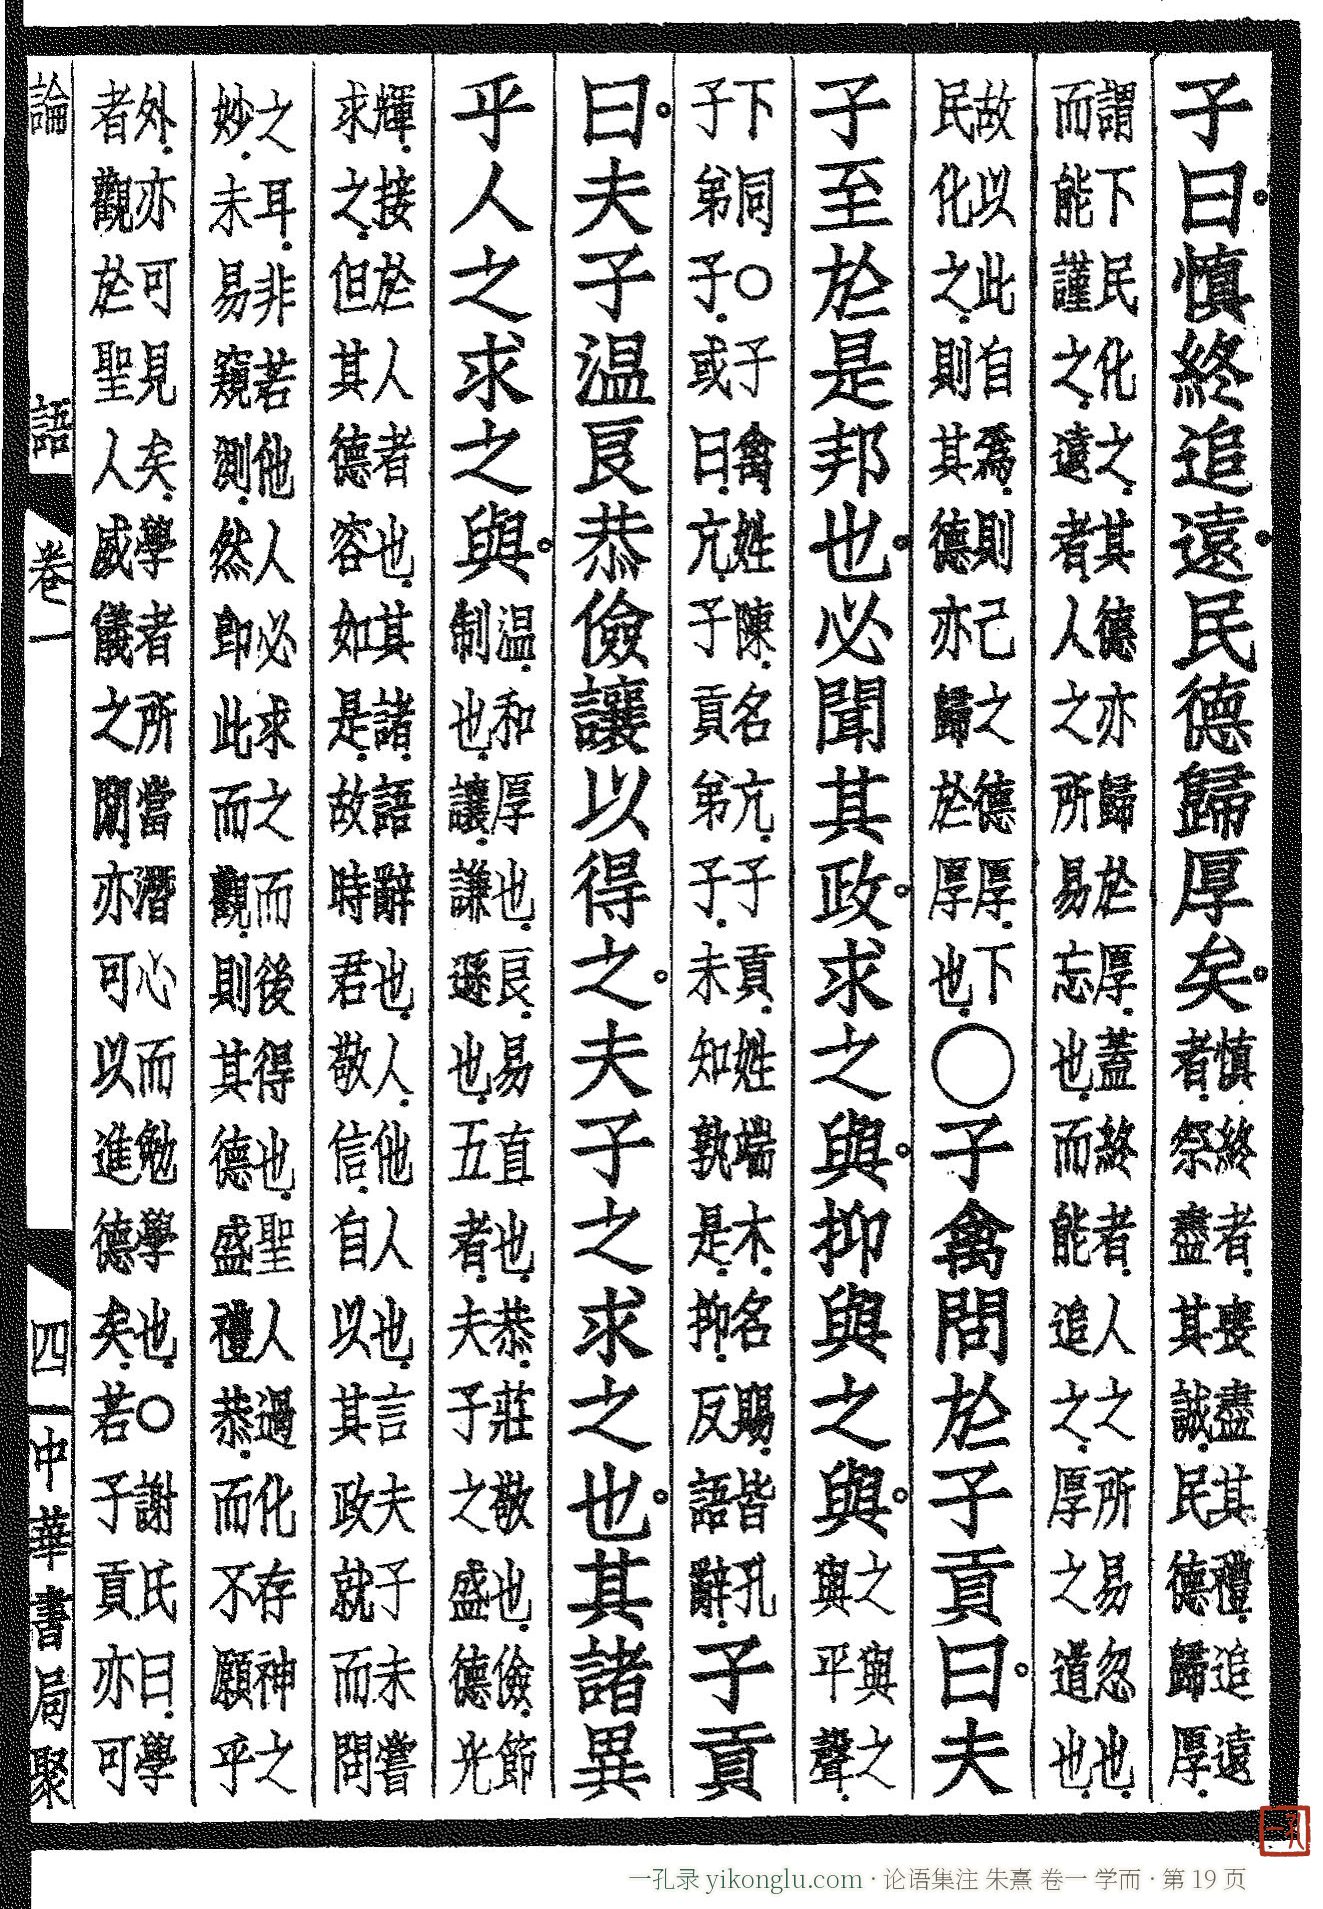 子曰慎終追遠民德歸厚矣
慎終者喪盡其禮追遠
者祭盡其誠民德歸厚
謂下民化之其德亦歸於厚蓋終者人之所易忽也
而能謹之遠者人之所易忘也而能追之厚之道也
故以此自爲則己之德厚下
民化之則其德亦歸於厚也
○子禽問於子貢曰夫
子至於是邦也必聞其政求之與抑與之與
之與之
與平聲
下同○子禽姓陳名亢子貢姓端木名賜皆孔
子弟子或曰亢子貢弟子未知孰是抑反語辭
子貢
曰夫子温良恭儉讓以得之夫子之求之也其諸異
乎人之求之與
温和厚也良易直也恭莊敬也儉節
制也讓謙遜也五者夫子之盛德光
輝接於人者也其諸語辭也人他人也言夫子未嘗
求之但其德容如是故時君敬信自以其政就而問
之耳非若他人必求之而後得也聖人過化存神之
妙未易窺測然即此而觀則其德盛禮恭而不願乎
外亦可見矣學者所當潛心而勉學也○謝氏曰學
者觀於聖人威儀之閒亦可以進德矣若子貢亦可
論語 卷一 四 中華書局聚
一孔
一孔录 yikonglu.com · 论语集注 朱熹 卷一 学而 · 第 19 页